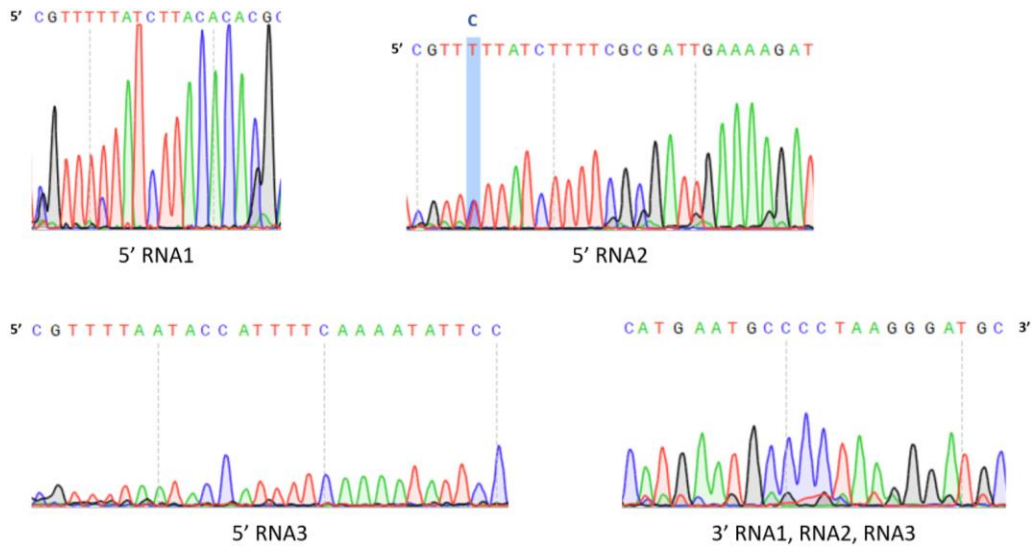 5' CGTTTTTATCTTACACACGC
5' RNA1
C
5' CGTTTTTATCTTTTCGCGATTGAAAAGAT
5' RNA2
5' CGTTTTAATACCATTTTCAAAATATTCC
5' RNA3
CATGAATGCCCCTAAGGGATGC 3'
3' RNA1, RNA2, RNA3